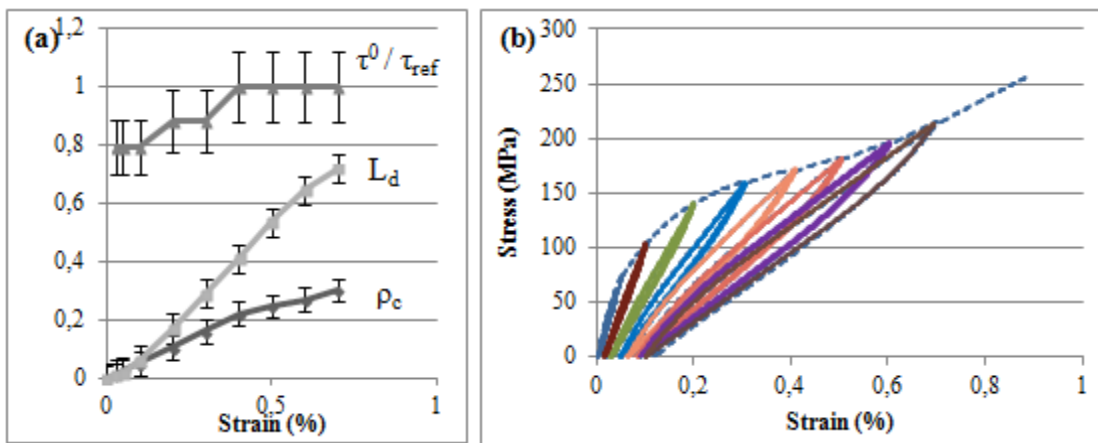 (a)
1,2
1
0,8
0,6
0,4
0,2
0
τ⁰ / τref
Ld
ρc
0 0,5 1
Strain (%)
(b)
300
250
200
150
100
50
0
Stress (MPa)
0 0,2 0,4 0,6 0,8 1
Strain (%)